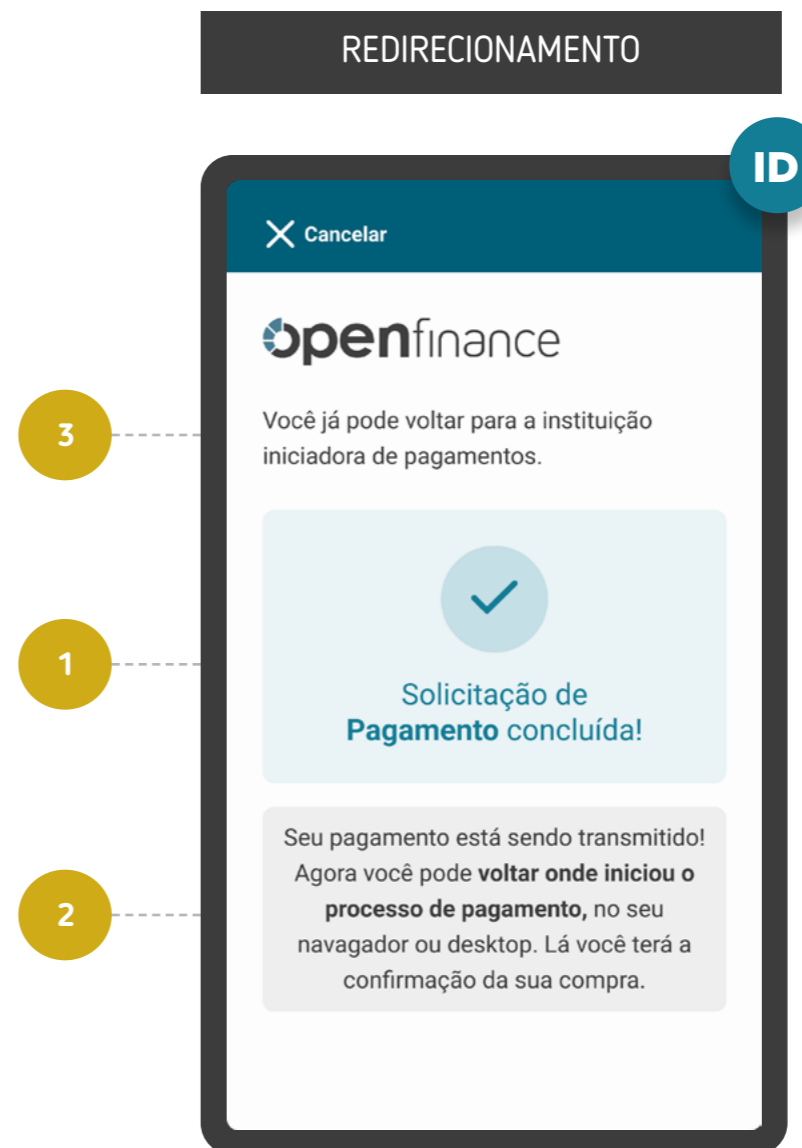 REDIRECIONAMENTO
ID
Cancelar
openfinance
3
Você já pode voltar para a instituição
iniciadora de pagamentos.
1
Solicitação de
Pagamento concluída!
2
Seu pagamento está sendo transmitido!
Agora você pode voltar onde iniciou o
processo de pagamento, no seu
navagador ou desktop. Lá você terá a
confirmação da sua compra.